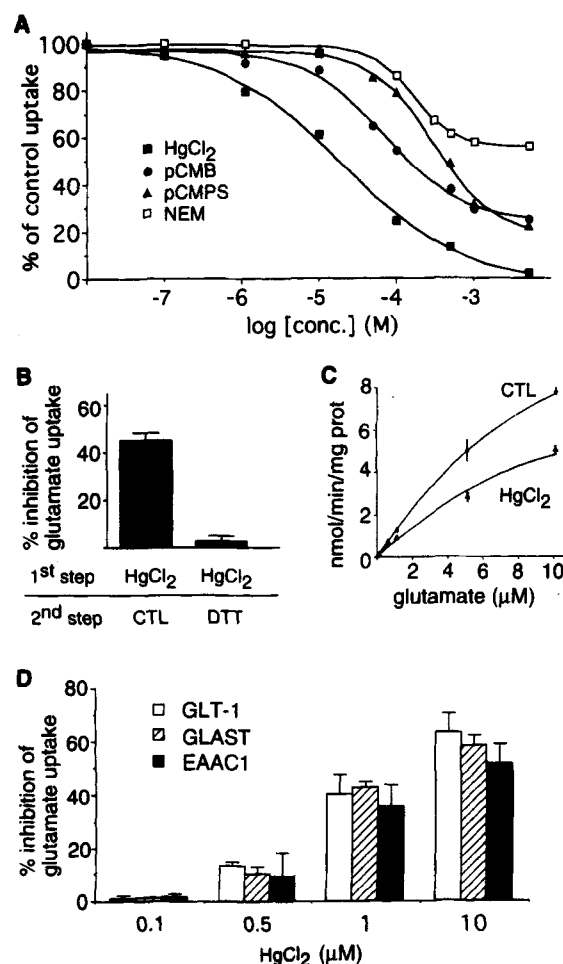 A
% of control uptake
100
80
60
40
20
0
HgCl2
pCMB
pCMPS
NEM
-7 -6 -5 -4 -3
log [conc.] (M)
B
% inhibition of
glutamate uptake
60
40
20
1st step HgCl2 HgCl2
2nd step CTL DTT
C
nmol/min/mg prot
8
6
4
2
0
CTL
HgCl2
0 2 4 6 8 10
glutamate (µM)
D
% inhibition of
glutamate uptake
80
60
40
20
0
GLT-1
GLAST
EAAC1
0.1 0.5 1 10
HgCl2 (µM)